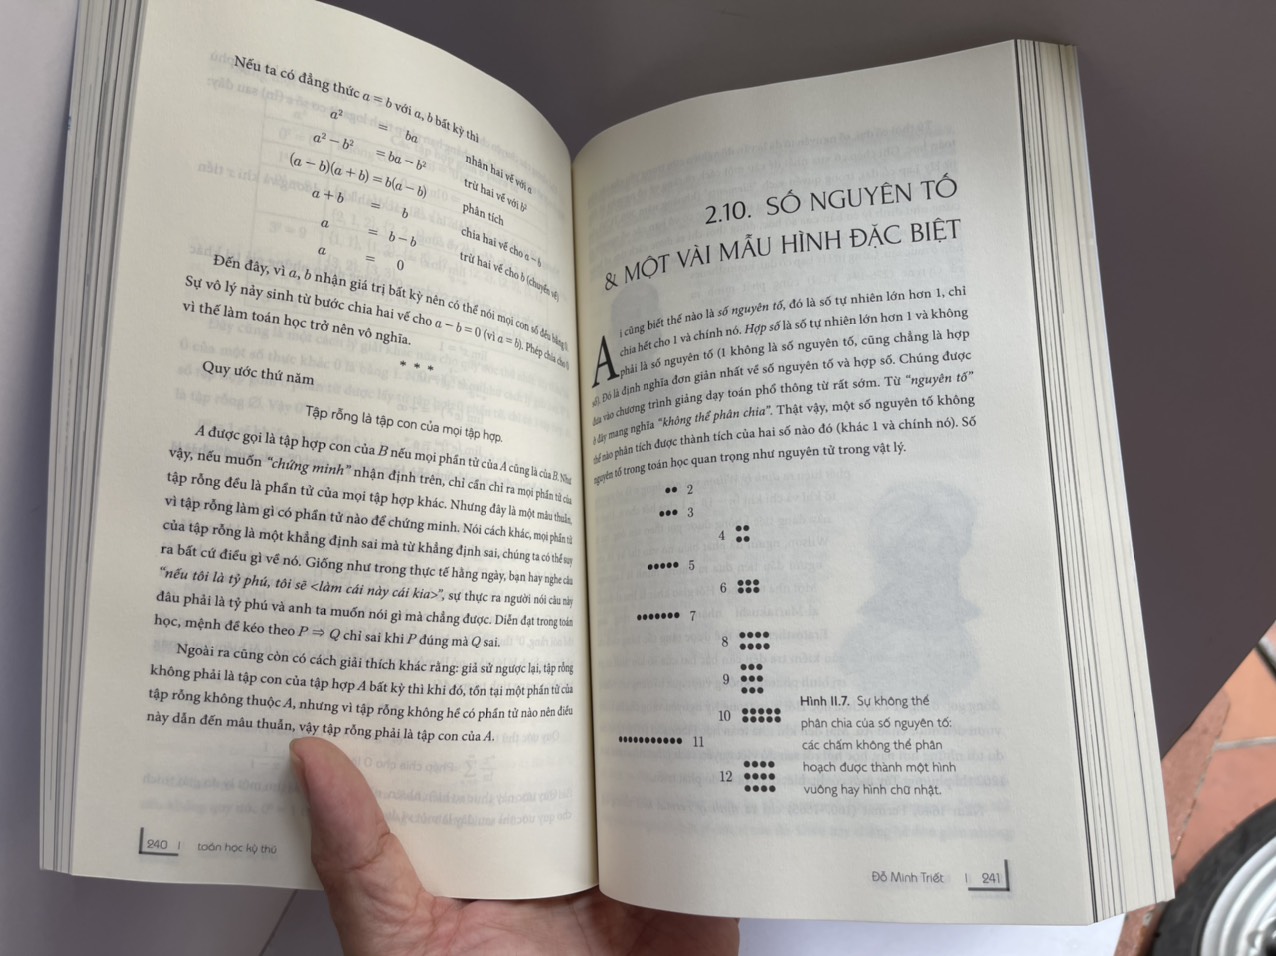 Nếu ta có đẳng thức a = b với a, b bất kỳ thì
a² = ba nhân hai vế với a
a² − b² = ba − b² trừ hai vế với b²
(a − b)(a + b) = b(a − b) phân tích
a + b = b chia hai vế cho a − b
a = b − b trừ hai vế cho b (chuyển vế)
a = 0
Đến đây, vì a, b nhận giá trị bất kỳ nên có thể nói mọi con số đều bằng 0.
Sự vô lý này sinh từ bước chia hai vế cho a − b = 0 (vì a = b). Phép chia cho 0
vì thế làm toán học trở nên vô nghĩa.
* * *
Quy ước thứ năm
Tập rỗng là tập con của mọi tập hợp.
A được gọi là tập hợp con của B nếu mọi phần tử của A cũng là của B. Như
vậy, nếu muốn “chứng minh” nhận định trên, chỉ cần chỉ ra mọi phần tử của
tập rỗng đều là phần tử của mọi tập hợp khác. Nhưng đây là một mâu thuẫn,
vì tập rỗng làm gì có phần tử nào để chứng minh. Nói cách khác, mọi phần tử
của tập rỗng là một khẳng định sai mà từ khẳng định sai, chúng ta có thể suy
ra bất cứ điều gì về nó. Giống như trong thực tế hằng ngày, bạn hay nghe câu
“nếu tôi là tỷ phú, tôi sẽ <làm cái này cái kia>”, sự thực ra người nói câu này
đâu phải là tỷ phú và anh ta muốn nói gì mà chẳng được. Diễn đạt trong toán
học, mệnh đề kéo theo P ⇒ Q chỉ sai khi P đúng mà Q sai.
Ngoài ra cũng còn có cách giải thích khác rằng: giả sử ngược lại, tập rỗng
không phải là tập con của tập hợp A bất kỳ thì khi đó, tồn tại một phần tử của
tập rỗng không thuộc A, nhưng vì tập rỗng không hề có phần tử nào nên điều
này dẫn đến mâu thuẫn, vậy tập rỗng phải là tập con của A.
240 | toán học kỳ thú
2.10. SỐ NGUYÊN TỐ
& MỘT VÀI MẪU HÌNH ĐẶC BIỆT
Ai cũng biết thế nào là số nguyên tố, đó là số tự nhiên lớn hơn 1, chỉ
chia hết cho 1 và chính nó. Hợp số là số tự nhiên lớn hơn 1 và không
phải là số nguyên tố (1 không là số nguyên tố, cũng chẳng là hợp
số). Đó là định nghĩa đơn giản nhất về số nguyên tố và hợp số. Chúng được
đưa vào chương trình giảng dạy toán phổ thông từ rất sớm. Từ “nguyên tố”
ở đây mang nghĩa “không thể phân chia”. Thật vậy, một số nguyên tố không
thể nào phân tích được thành tích của hai số nào đó (khác 1 và chính nó). Số
nguyên tố trong toán học quan trọng như nguyên tử trong vật lý.
2
3
4
5
6
7
8
9
10
11
12
Hình II.7. Sự không thể
phân chia của số nguyên tố:
các chấm không thể phân
hoạch được thành một hình
vuông hay hình chữ nhật.
Đỗ Minh Triết | 241